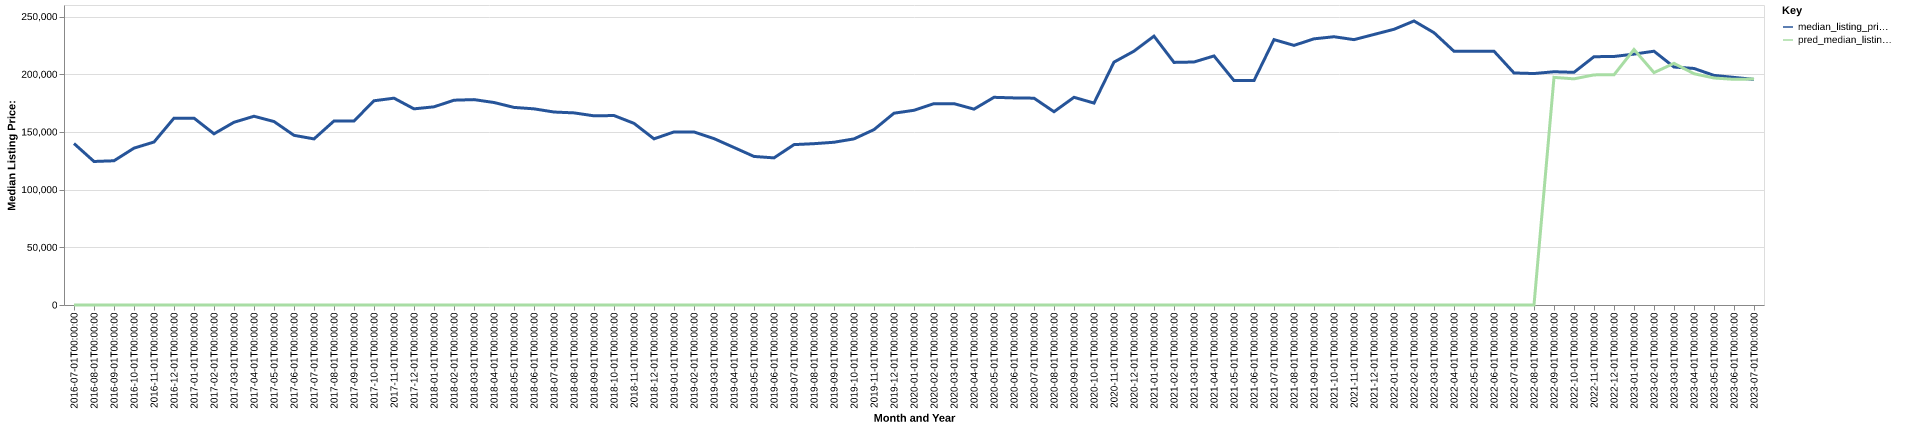 Key
median_listing_pri…
pred_median_listin…
Median Listing Price:
250,000
200,000
150,000
100,000
50,000
0
2016-07-01T00:00:00
2016-08-01T00:00:00
2016-09-01T00:00:00
2016-10-01T00:00:00
2016-11-01T00:00:00
2016-12-01T00:00:00
2017-01-01T00:00:00
2017-02-01T00:00:00
2017-03-01T00:00:00
2017-04-01T00:00:00
2017-05-01T00:00:00
2017-06-01T00:00:00
2017-07-01T00:00:00
2017-08-01T00:00:00
2017-09-01T00:00:00
2017-10-01T00:00:00
2017-11-01T00:00:00
2017-12-01T00:00:00
2018-01-01T00:00:00
2018-02-01T00:00:00
2018-03-01T00:00:00
2018-04-01T00:00:00
2018-05-01T00:00:00
2018-06-01T00:00:00
2018-07-01T00:00:00
2018-08-01T00:00:00
2018-09-01T00:00:00
2018-10-01T00:00:00
2018-11-01T00:00:00
2018-12-01T00:00:00
2019-01-01T00:00:00
2019-02-01T00:00:00
2019-03-01T00:00:00
2019-04-01T00:00:00
2019-05-01T00:00:00
2019-06-01T00:00:00
2019-07-01T00:00:00
2019-08-01T00:00:00
2019-09-01T00:00:00
2019-10-01T00:00:00
2019-11-01T00:00:00
2019-12-01T00:00:00
2020-01-01T00:00:00
2020-02-01T00:00:00
2020-03-01T00:00:00
2020-04-01T00:00:00
2020-05-01T00:00:00
2020-06-01T00:00:00
2020-07-01T00:00:00
2020-08-01T00:00:00
2020-09-01T00:00:00
2020-10-01T00:00:00
2020-11-01T00:00:00
2020-12-01T00:00:00
2021-01-01T00:00:00
2021-02-01T00:00:00
2021-03-01T00:00:00
2021-04-01T00:00:00
2021-05-01T00:00:00
2021-06-01T00:00:00
2021-07-01T00:00:00
2021-08-01T00:00:00
2021-09-01T00:00:00
2021-10-01T00:00:00
2021-11-01T00:00:00
2021-12-01T00:00:00
2022-01-01T00:00:00
2022-02-01T00:00:00
2022-03-01T00:00:00
2022-04-01T00:00:00
2022-05-01T00:00:00
2022-06-01T00:00:00
2022-07-01T00:00:00
2022-08-01T00:00:00
2022-09-01T00:00:00
2022-10-01T00:00:00
2022-11-01T00:00:00
2022-12-01T00:00:00
2023-01-01T00:00:00
2023-02-01T00:00:00
2023-03-01T00:00:00
2023-04-01T00:00:00
2023-05-01T00:00:00
2023-06-01T00:00:00
2023-07-01T00:00:00
Month and Year